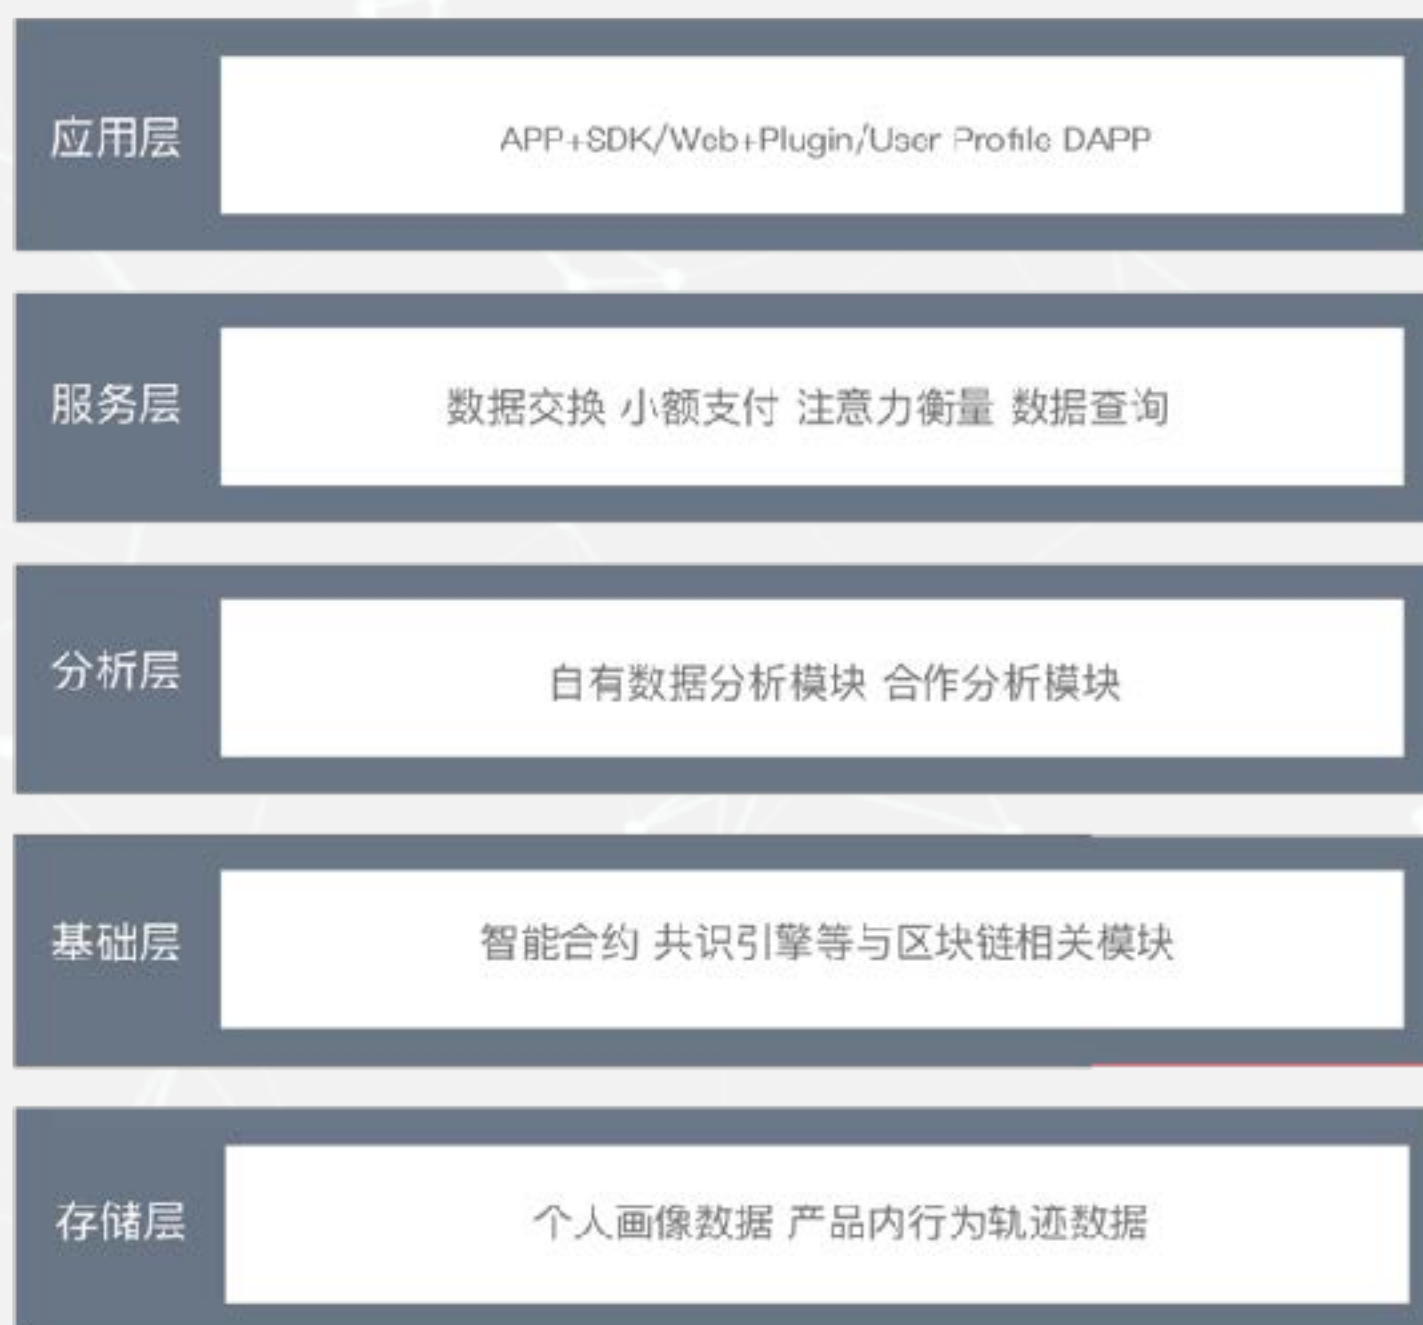 应用层
APP+SDK/Web+Plugin/User Profile DAPP
服务层
数据交换 小额支付 注意力衡量 数据查询
分析层
自有数据分析模块 合作分析模块
基础层
智能合约 共识引擎等与区块链相关模块
存储层
个人画像数据 产品内行为轨迹数据